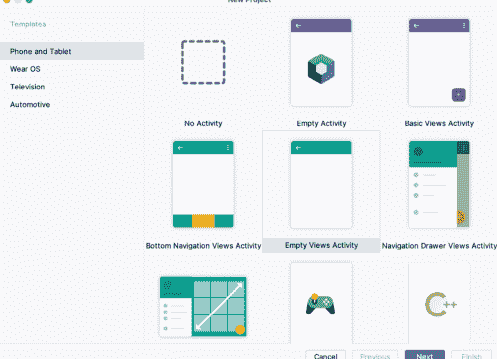 New Project
Templates
Phone and Tablet
Wear OS
Television
Automotive
No Activity
Empty Activity
Basic Views Activity
Bottom Navigation Views Activity
Empty Views Activity
Navigation Drawer Views Activity
C++
Cancel
Previous
Next
Finish